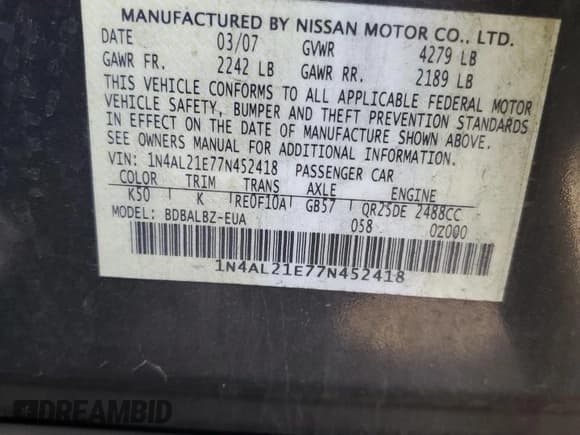 MANUFACTURED BY NISSAN MOTOR CO., LTD.
DATE 03/07 GVWR 4279 LB
GAWR FR. 2242 LB GAWR RR. 2189 LB
THIS VEHICLE CONFORMS TO ALL APPLICABLE FEDERAL MOTOR
VEHICLE SAFETY, BUMPER AND THEFT PREVENTION STANDARDS
IN EFFECT ON THE DATE OF MANUFACTURE SHOWN ABOVE.
SEE OWNERS MANUAL FOR ADDITIONAL INFORMATION.
VIN: 1N4AL21E77N452418 PASSENGER CAR
COLOR TRIM TRANS AXLE ENGINE
K50 K RE0F10A GB57 QR25DE 2488CC
MODEL: BDBALBZ-EUA 058 0Z000
1N4AL21E77N452418
DREAMBID